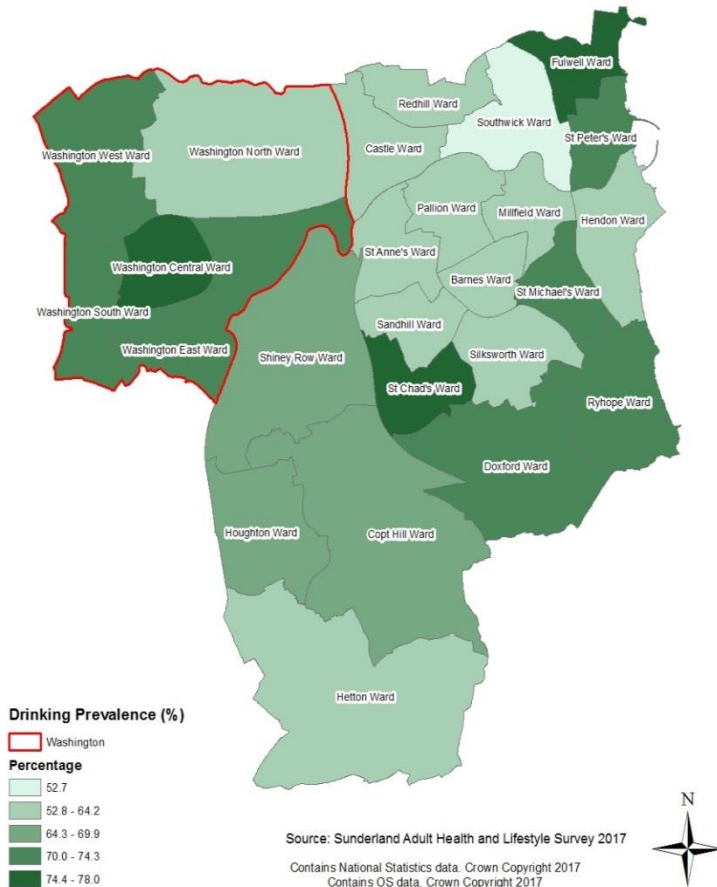 Fulwell Ward
Redhill Ward
Southwick Ward
St Peter's Ward
Washington West Ward
Washington North Ward
Castle Ward
Pallion Ward
Millfield Ward
Hendon Ward
St Anne's Ward
Washington Central Ward
Barnes Ward
St Michael's Ward
Washington South Ward
Sandhill Ward
Washington East Ward
Shiney Row Ward
Silksworth Ward
St Chad's Ward
Ryhope Ward
Doxford Ward
Houghton Ward
Copt Hill Ward
Hetton Ward
Drinking Prevalence (%)
Washington
Percentage
52.7
52.8 - 64.2
64.3 - 69.9
70.0 - 74.3
74.4 - 78.0
N
Source: Sunderland Adult Health and Lifestyle Survey 2017
Contains National Statistics data. Crown Copyright 2017
Contains OS data. Crown Copyright 2017